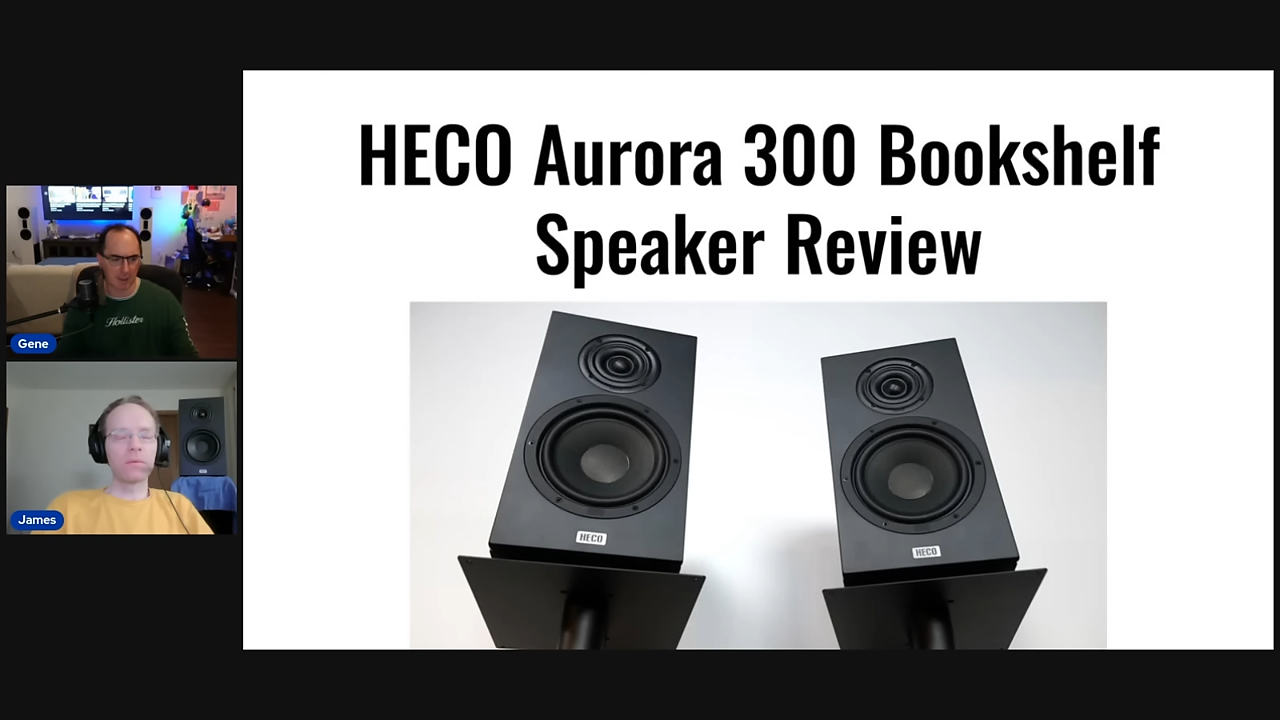 HECO Aurora 300 Bookshelf
Speaker Review
Hollister
Gene
James
HECO
HECO